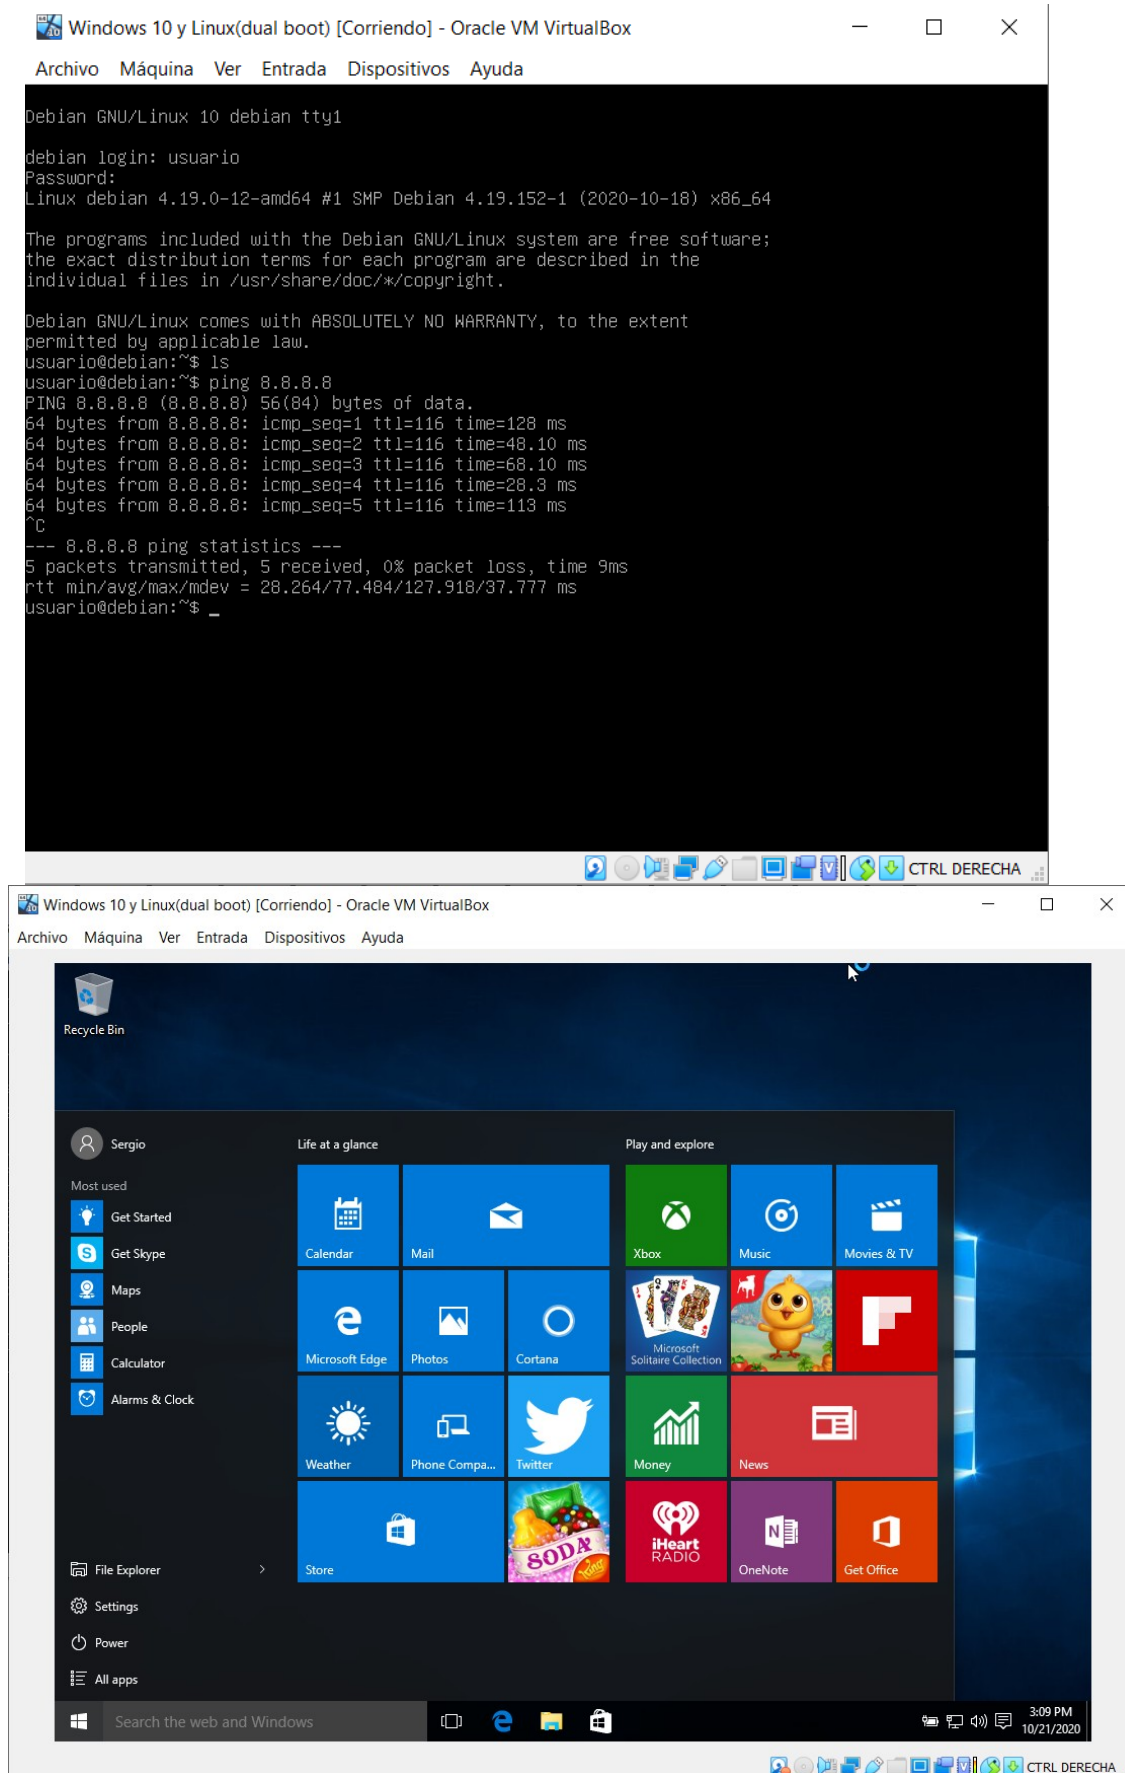 Windows 10 y Linux(dual boot) [Corriendo] - Oracle VM VirtualBox
Archivo Máquina Ver Entrada Dispositivos Ayuda
Debian GNU/Linux 10 debian tty1
debian login: usuario
Password:
Linux debian 4.19.0-12-amd64 #1 SMP Debian 4.19.152-1 (2020-10-18) x86_64
The programs included with the Debian GNU/Linux system are free software;
the exact distribution terms for each program are described in the
individual files in /usr/share/doc/*/copyright.
Debian GNU/Linux comes with ABSOLUTELY NO WARRANTY, to the extent
permitted by applicable law.
usuario@debian:~$ ls
usuario@debian:~$ ping 8.8.8.8
PING 8.8.8.8 (8.8.8.8) 56(84) bytes of data.
64 bytes from 8.8.8.8: icmp_seq=1 ttl=116 time=128 ms
64 bytes from 8.8.8.8: icmp_seq=2 ttl=116 time=48.10 ms
64 bytes from 8.8.8.8: icmp_seq=3 ttl=116 time=68.10 ms
64 bytes from 8.8.8.8: icmp_seq=4 ttl=116 time=28.3 ms
64 bytes from 8.8.8.8: icmp_seq=5 ttl=116 time=113 ms
^C
--- 8.8.8.8 ping statistics ---
5 packets transmitted, 5 received, 0% packet loss, time 9ms
rtt min/avg/max/mdev = 28.264/77.484/127.918/37.777 ms
usuario@debian:~$ _
CTRL DERECHA
Windows 10 y Linux(dual boot) [Corriendo] - Oracle VM VirtualBox
Archivo Máquina Ver Entrada Dispositivos Ayuda
Recycle Bin
Sergio
Most used
Get Started
Get Skype
Maps
People
Calculator
Alarms & Clock
File Explorer
Settings
Power
All apps
Life at a glance
Calendar
Mail
Microsoft Edge
Photos
Cortana
Weather
Phone Compa...
Twitter
Store
SODA
King
Play and explore
Xbox
Music
Movies & TV
Microsoft
Solitaire Collection
Money
News
iHeart
RADIO
OneNote
Get Office
Search the web and Windows
3:09 PM
10/21/2020
CTRL DERECHA